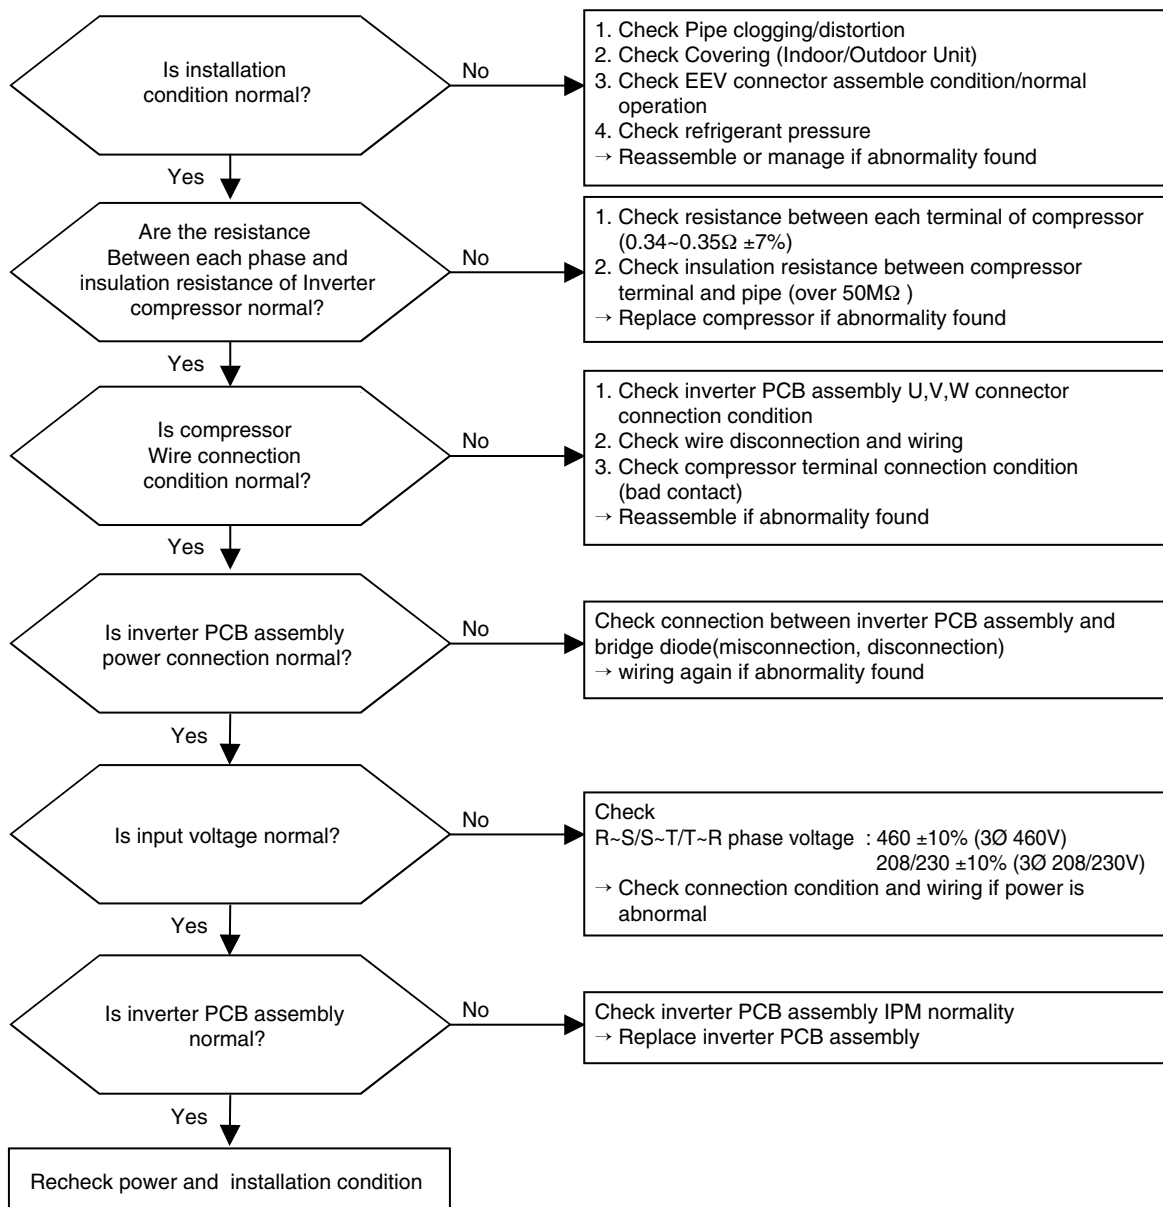 Is installation
condition normal?
No
1. Check Pipe clogging/distortion
2. Check Covering (Indoor/Outdoor Unit)
3. Check EEV connector assemble condition/normal
operation
4. Check refrigerant pressure
→ Reassemble or manage if abnormality found
Yes
Are the resistance
Between each phase and
insulation resistance of Inverter
compressor normal?
No
1. Check resistance between each terminal of compressor
(0.34~0.35Ω ±7%)
2. Check insulation resistance between compressor
terminal and pipe (over 50MΩ )
→ Replace compressor if abnormality found
Yes
Is compressor
Wire connection
condition normal?
No
1. Check inverter PCB assembly U,V,W connector
connection condition
2. Check wire disconnection and wiring
3. Check compressor terminal connection condition
(bad contact)
→ Reassemble if abnormality found
Yes
Is inverter PCB assembly
power connection normal?
No
Check connection between inverter PCB assembly and
bridge diode(misconnection, disconnection)
→ wiring again if abnormality found
Yes
Is input voltage normal?
No
Check
R~S/S~T/T~R phase voltage : 460 ±10% (3Ø 460V)
208/230 ±10% (3Ø 208/230V)
→ Check connection condition and wiring if power is
abnormal
Yes
Is inverter PCB assembly
normal?
No
Check inverter PCB assembly IPM normality
→ Replace inverter PCB assembly
Yes
Recheck power and installation condition